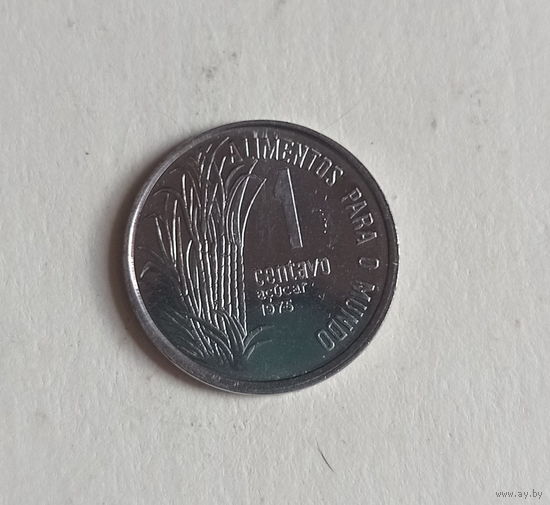 ALIMENTOS PARA O MUNDO
1
centavo
açúcar
1975
www.ay.by